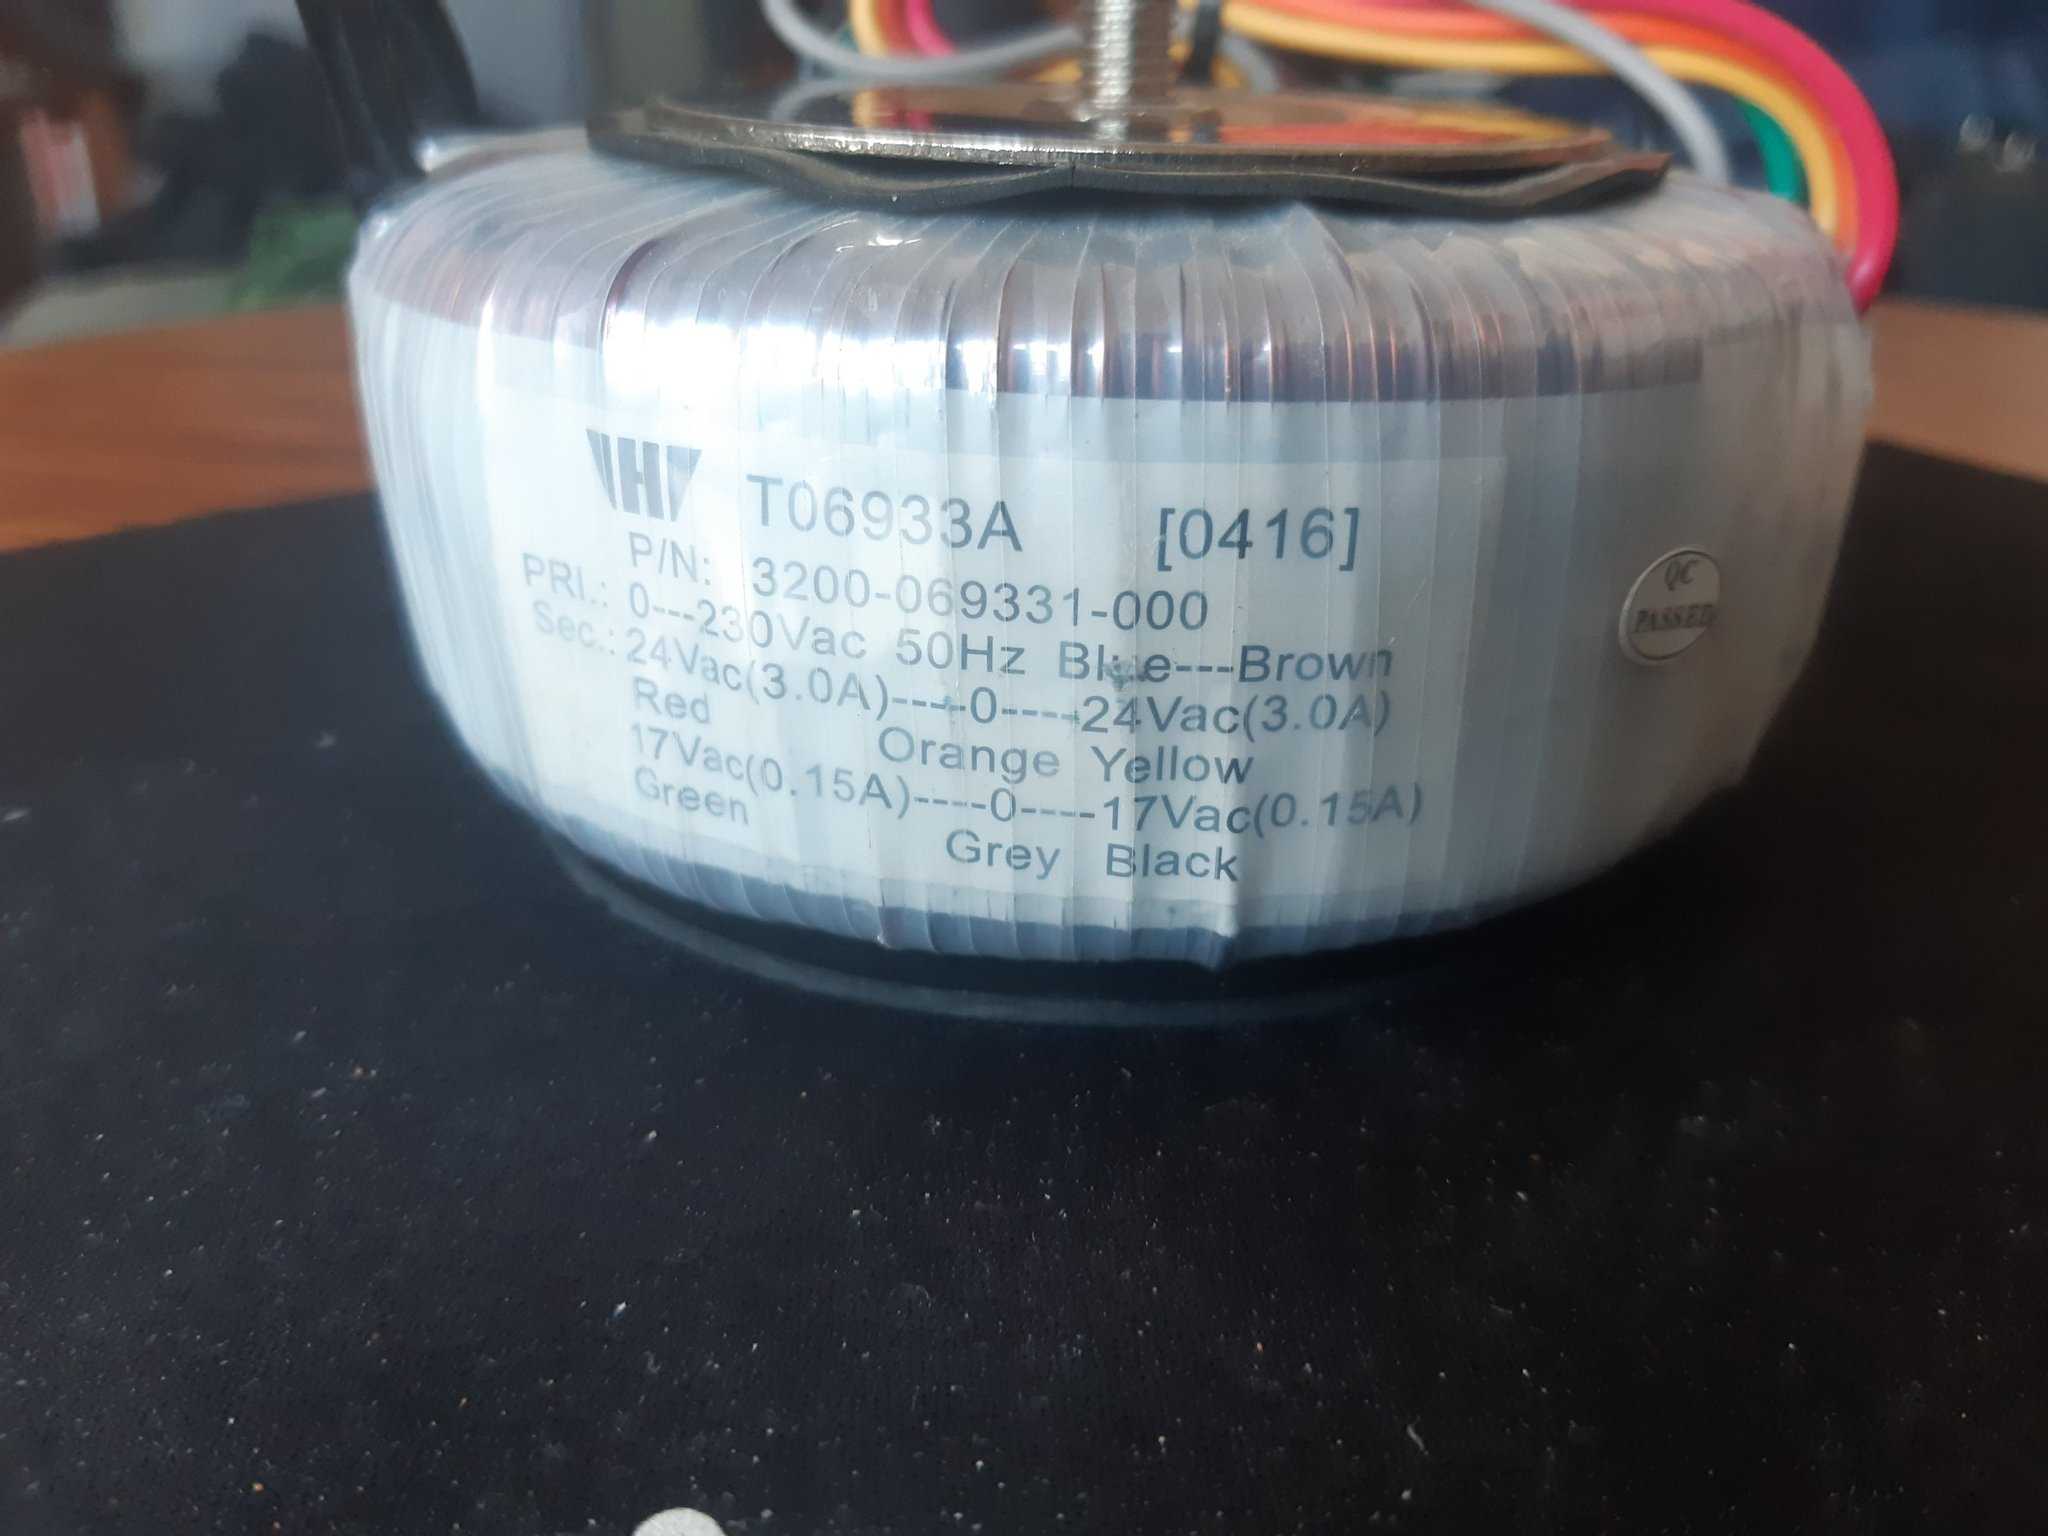 T06933A [0416]
P/N: 3200-069331-000
PRI.: 0---230Vac 50Hz Blue---Brown
Sec.: 24Vac(3.0A)----0----24Vac(3.0A)
Red Orange Yellow
17Vac(0.15A)----0----17Vac(0.15A)
Green Grey Black
QC
PASSED